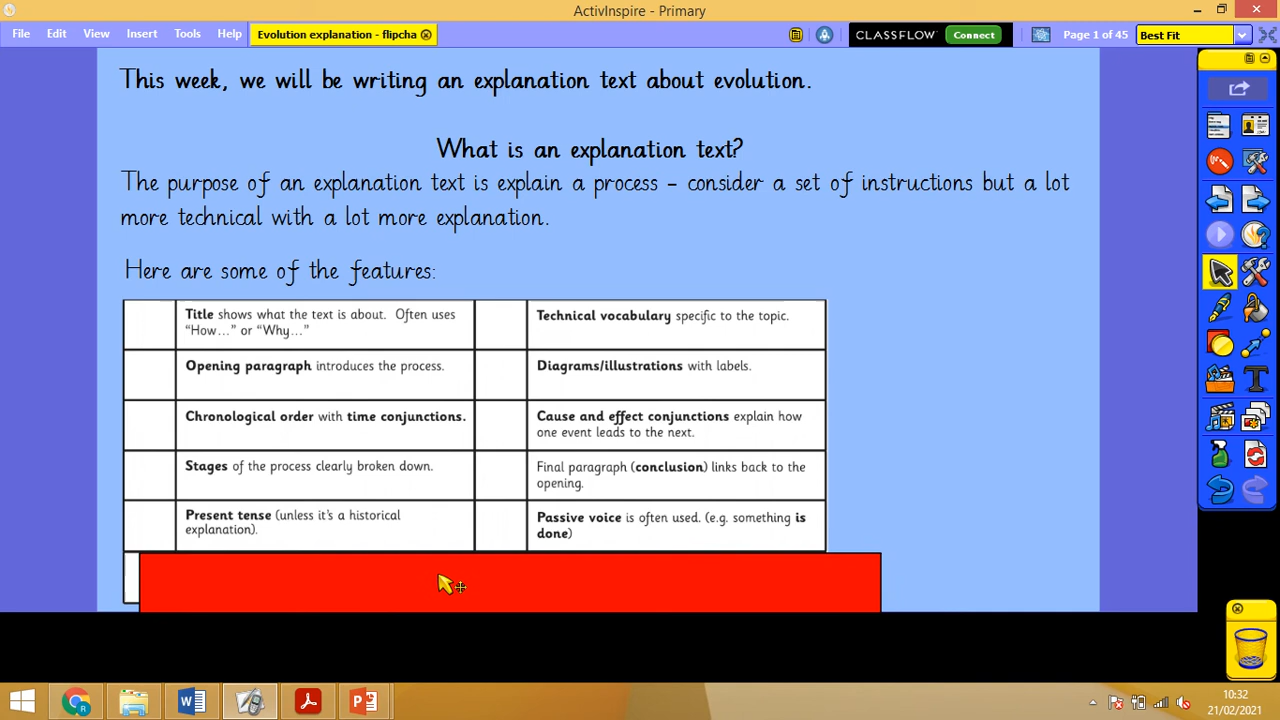 ActivInspire - Primary
File Edit View Insert Tools Help Evolution explanation - flipcha CLASSFLOW Connect Page 1 of 45 Best Fit
This week, we will be writing an explanation text about evolution.
What is an explanation text?
The purpose of an explanation text is explain a process – consider a set of instructions but a lot
more technical with a lot more explanation.
Here are some of the features:
Title shows what the text is about. Often uses
"How…" or "Why…"
Technical vocabulary specific to the topic.
Opening paragraph introduces the process.
Diagrams/illustrations with labels.
Chronological order with time conjunctions.
Cause and effect conjunctions explain how
one event leads to the next.
Stages of the process clearly broken down.
Final paragraph (conclusion) links back to the
opening.
Present tense (unless it's a historical
explanation).
Passive voice is often used. (e.g. something is
done)
10:32
21/02/2021